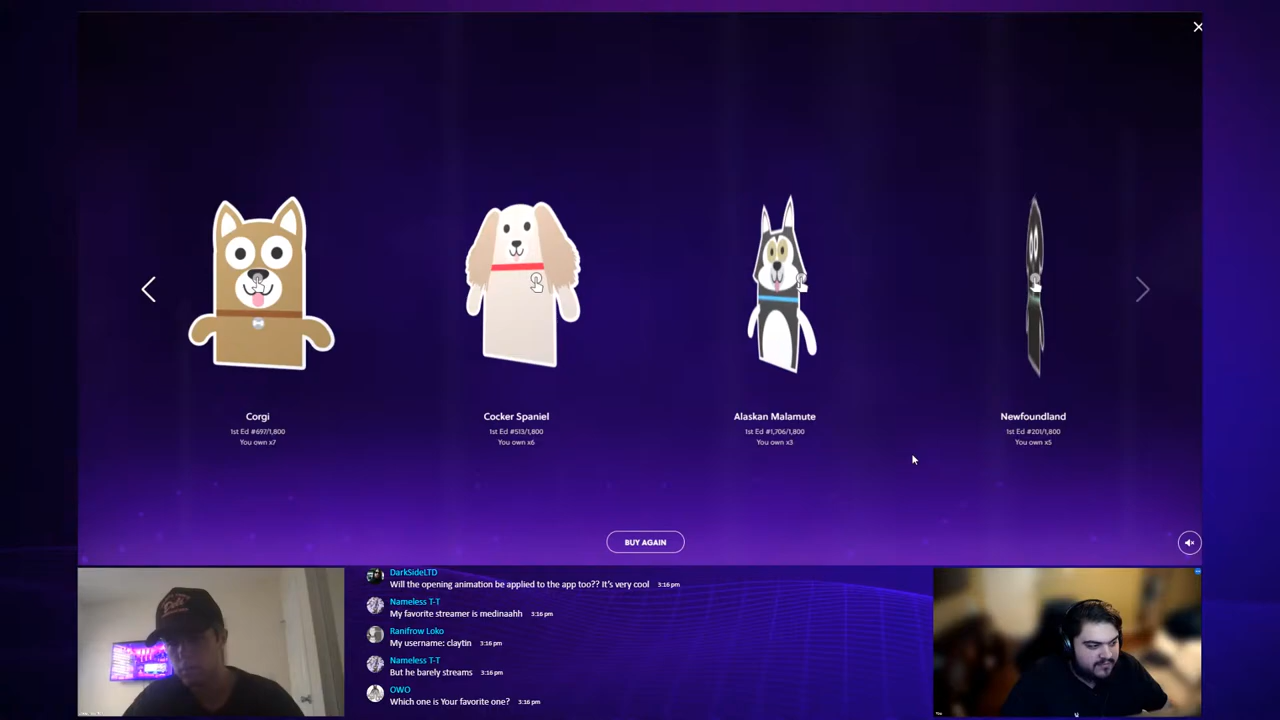 Corgi
1st Ed #697/1,800
You own x7
Cocker Spaniel
1st Ed #513/1,800
You own x6
Alaskan Malamute
1st Ed #1,706/1,800
You own x3
Newfoundland
1st Ed #201/1,800
You own x5
BUY AGAIN
DarkSideLTD
Will the opening animation be applied to the app too?? It's very cool 3:16 pm
Nameless T-T
My favorite streamer is medinaahh 3:16 pm
Ranifrow Loko
My username: claytin 3:16 pm
Nameless T-T
But he barely streams 3:16 pm
OWO
Which one is Your favorite one? 3:16 pm